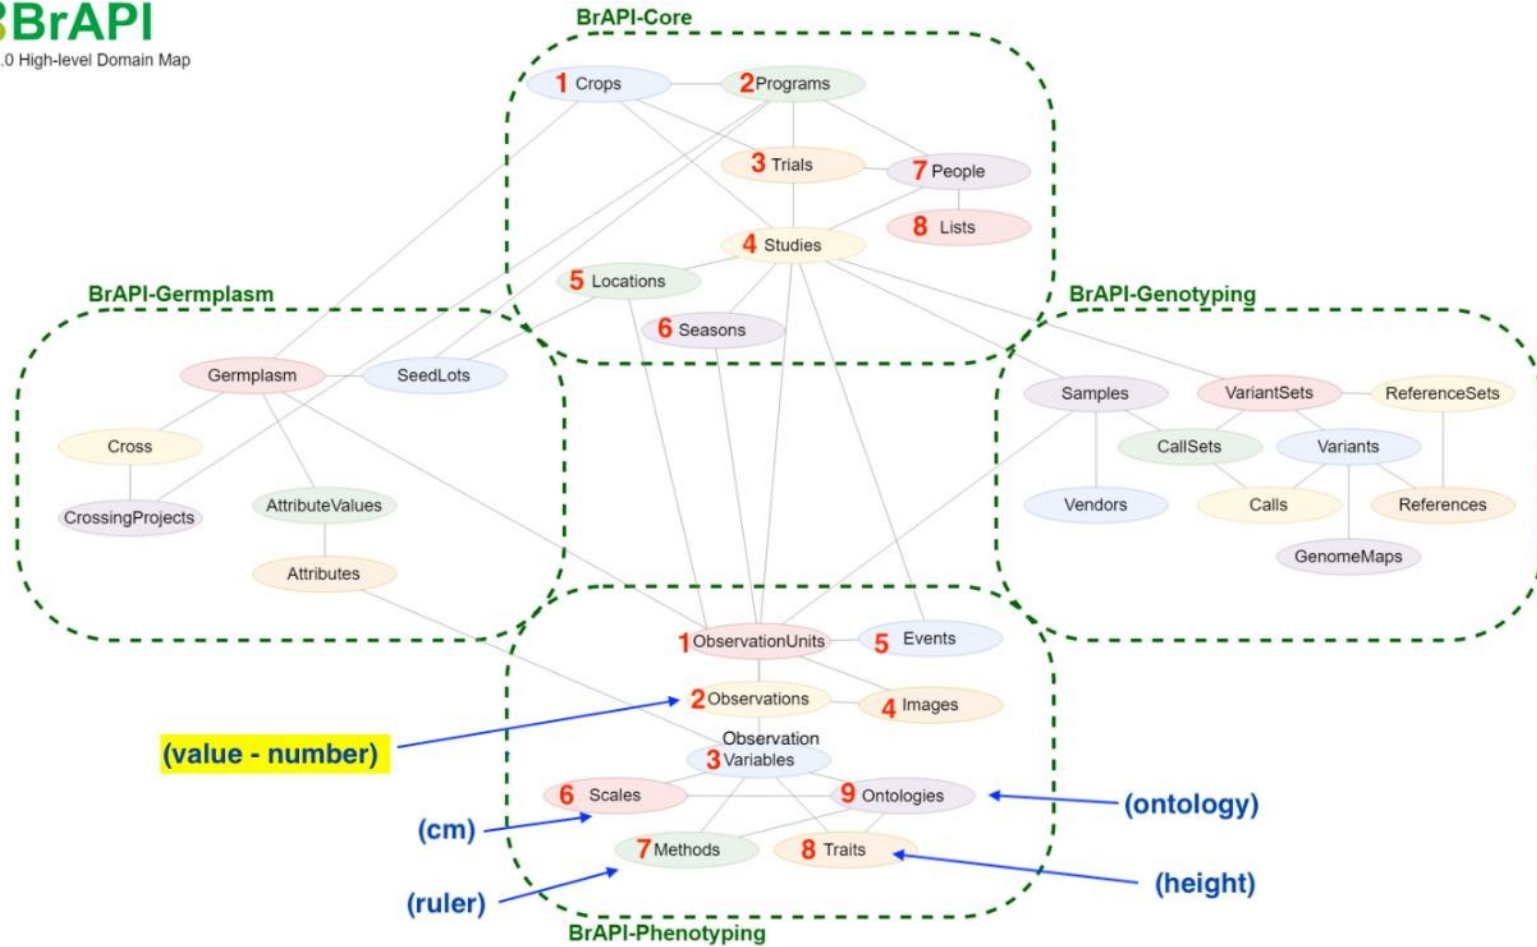 BrAPI
.0 High-level Domain Map
BrAPI-Core
1 Crops
2 Programs
3 Trials
7 People
8 Lists
4 Studies
5 Locations
6 Seasons
BrAPI-Germplasm
Germplasm
SeedLots
Cross
CrossingProjects
AttributeValues
Attributes
BrAPI-Genotyping
Samples
VariantSets
ReferenceSets
CallSets
Variants
Vendors
Calls
References
GenomeMaps
1 ObservationUnits
5 Events
2 Observations
4 Images
(value - number)
Observation
3 Variables
6 Scales
9 Ontologies
(ontology)
(cm)
7 Methods
8 Traits
(height)
(ruler)
BrAPI-Phenotyping